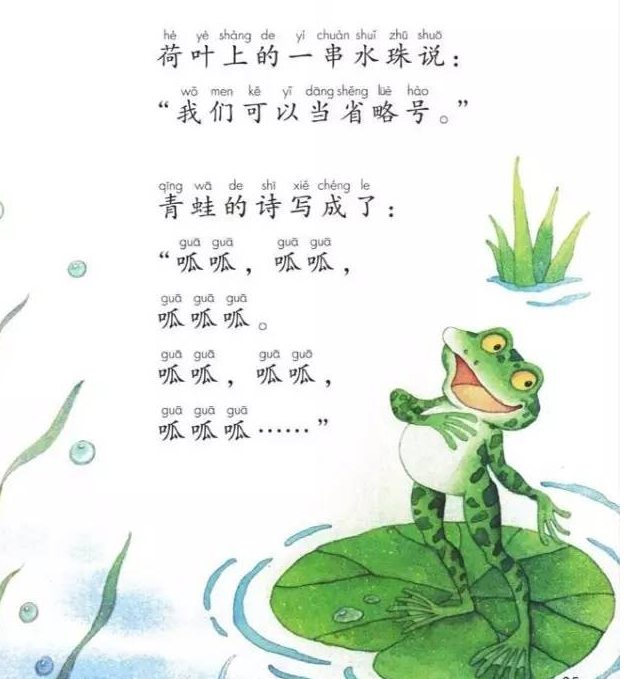 hé yè shàng de yí chuàn shuǐ zhū shuō
荷叶上的一串水珠说：
wǒ men kě yǐ dāng shěng lüè hào
“我们可以当省略号。”
qīng wā de shī xiě chéng le
青蛙的诗写成了：
guā guā guā guā
“呱呱，呱呱，
guā guā guā
呱呱呱。
guā guā guā guā
呱呱，呱呱，
guā guā guā
呱呱呱……”